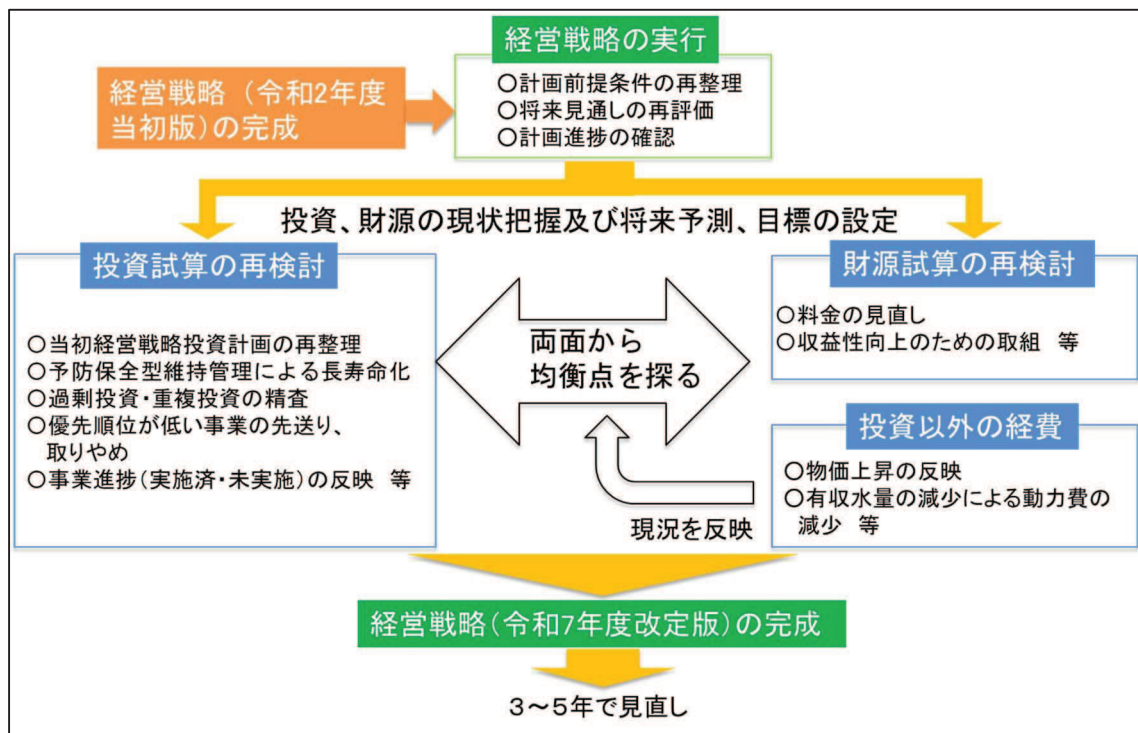 経営戦略の実行
○計画前提条件の再整理
○将来見通しの再評価
○計画進捗の確認
経営戦略（令和2年度
当初版）の完成
投資、財源の現状把握及び将来予測、目標の設定
投資試算の再検討
○当初経営戦略投資計画の再整理
○予防保全型維持管理による長寿命化
○過剰投資・重複投資の精査
○優先順位が低い事業の先送り、
取りやめ
○事業進捗（実施済・未実施）の反映　等
両面から
均衡点を探る
財源試算の再検討
○料金の見直し
○収益性向上のための取組　等
投資以外の経費
○物価上昇の反映
○有収水量の減少による動力費の
減少　等
現況を反映
経営戦略（令和7年度改定版）の完成
３～５年で見直し